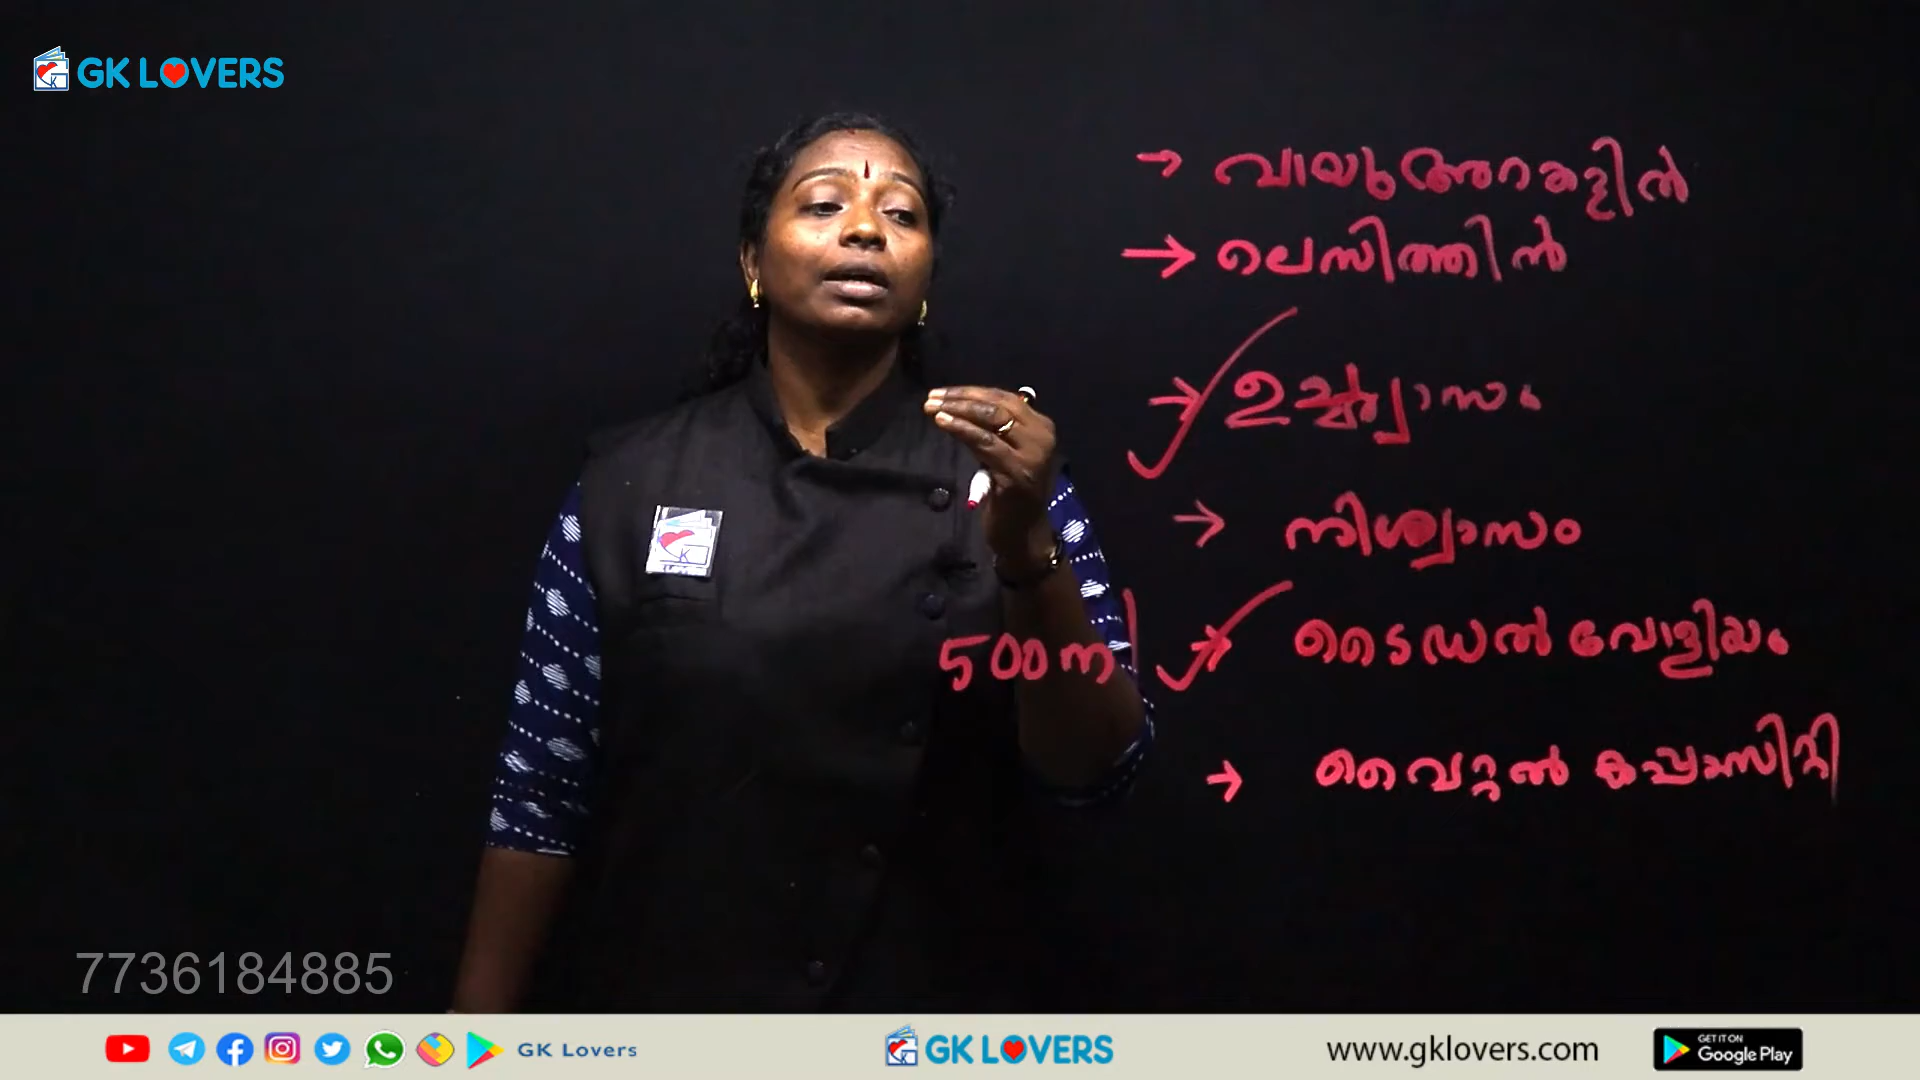 GK LOVERS
→ വായു അറകളിൽ
→ ലെസിത്തിൻ
→ ഉച്ഛ്വാസം
→ നിശ്വാസം
500 mi → ടൈഡൽ വോളിയം
→ വൈറ്റൽ കപ്പാസിറ്റി
7736184885
GK Lovers GK LOVERS www.gklovers.com GET IT ON Google Play